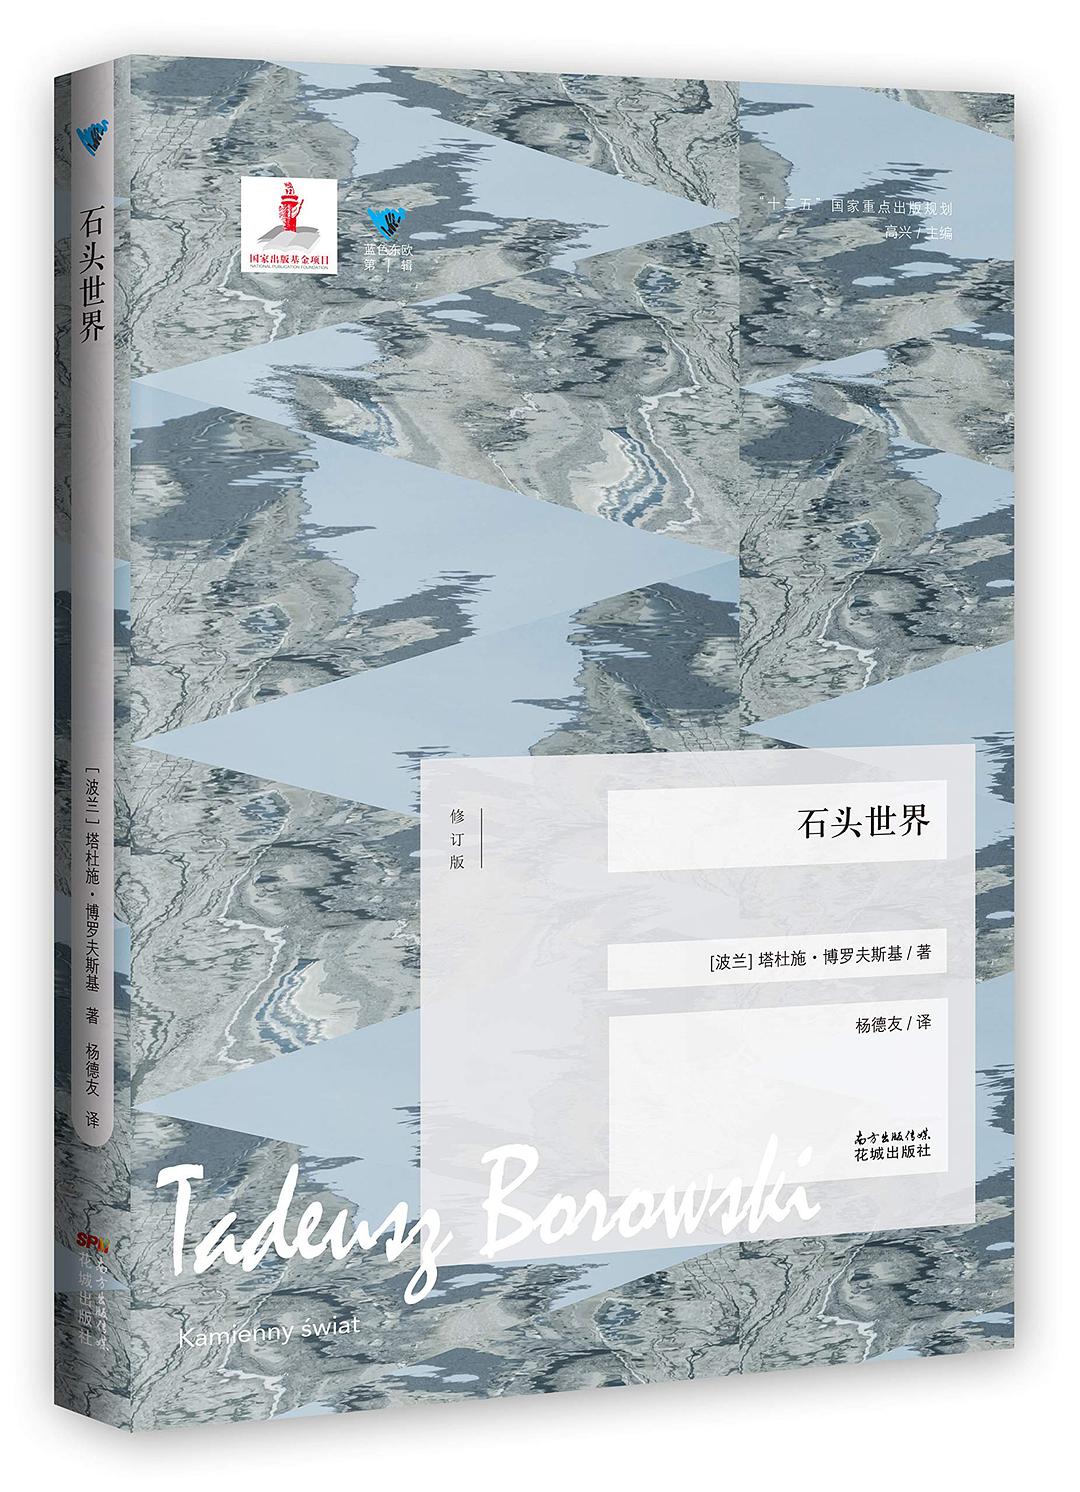 石头世界
[波兰] 塔杜施·博罗夫斯基 著 杨德友 译
SPM
南方出版传媒
花城出版社
国家出版基金项目
NATIONAL PUBLICATION FOUNDATION
蓝色东欧
第1辑
“十二五”国家重点出版规划
高兴 / 主编
修订版
石头世界
[波兰] 塔杜施·博罗夫斯基 / 著
杨德友 / 译
南方出版传媒
花城出版社
Tadeusz Borowski
Kamienny świat